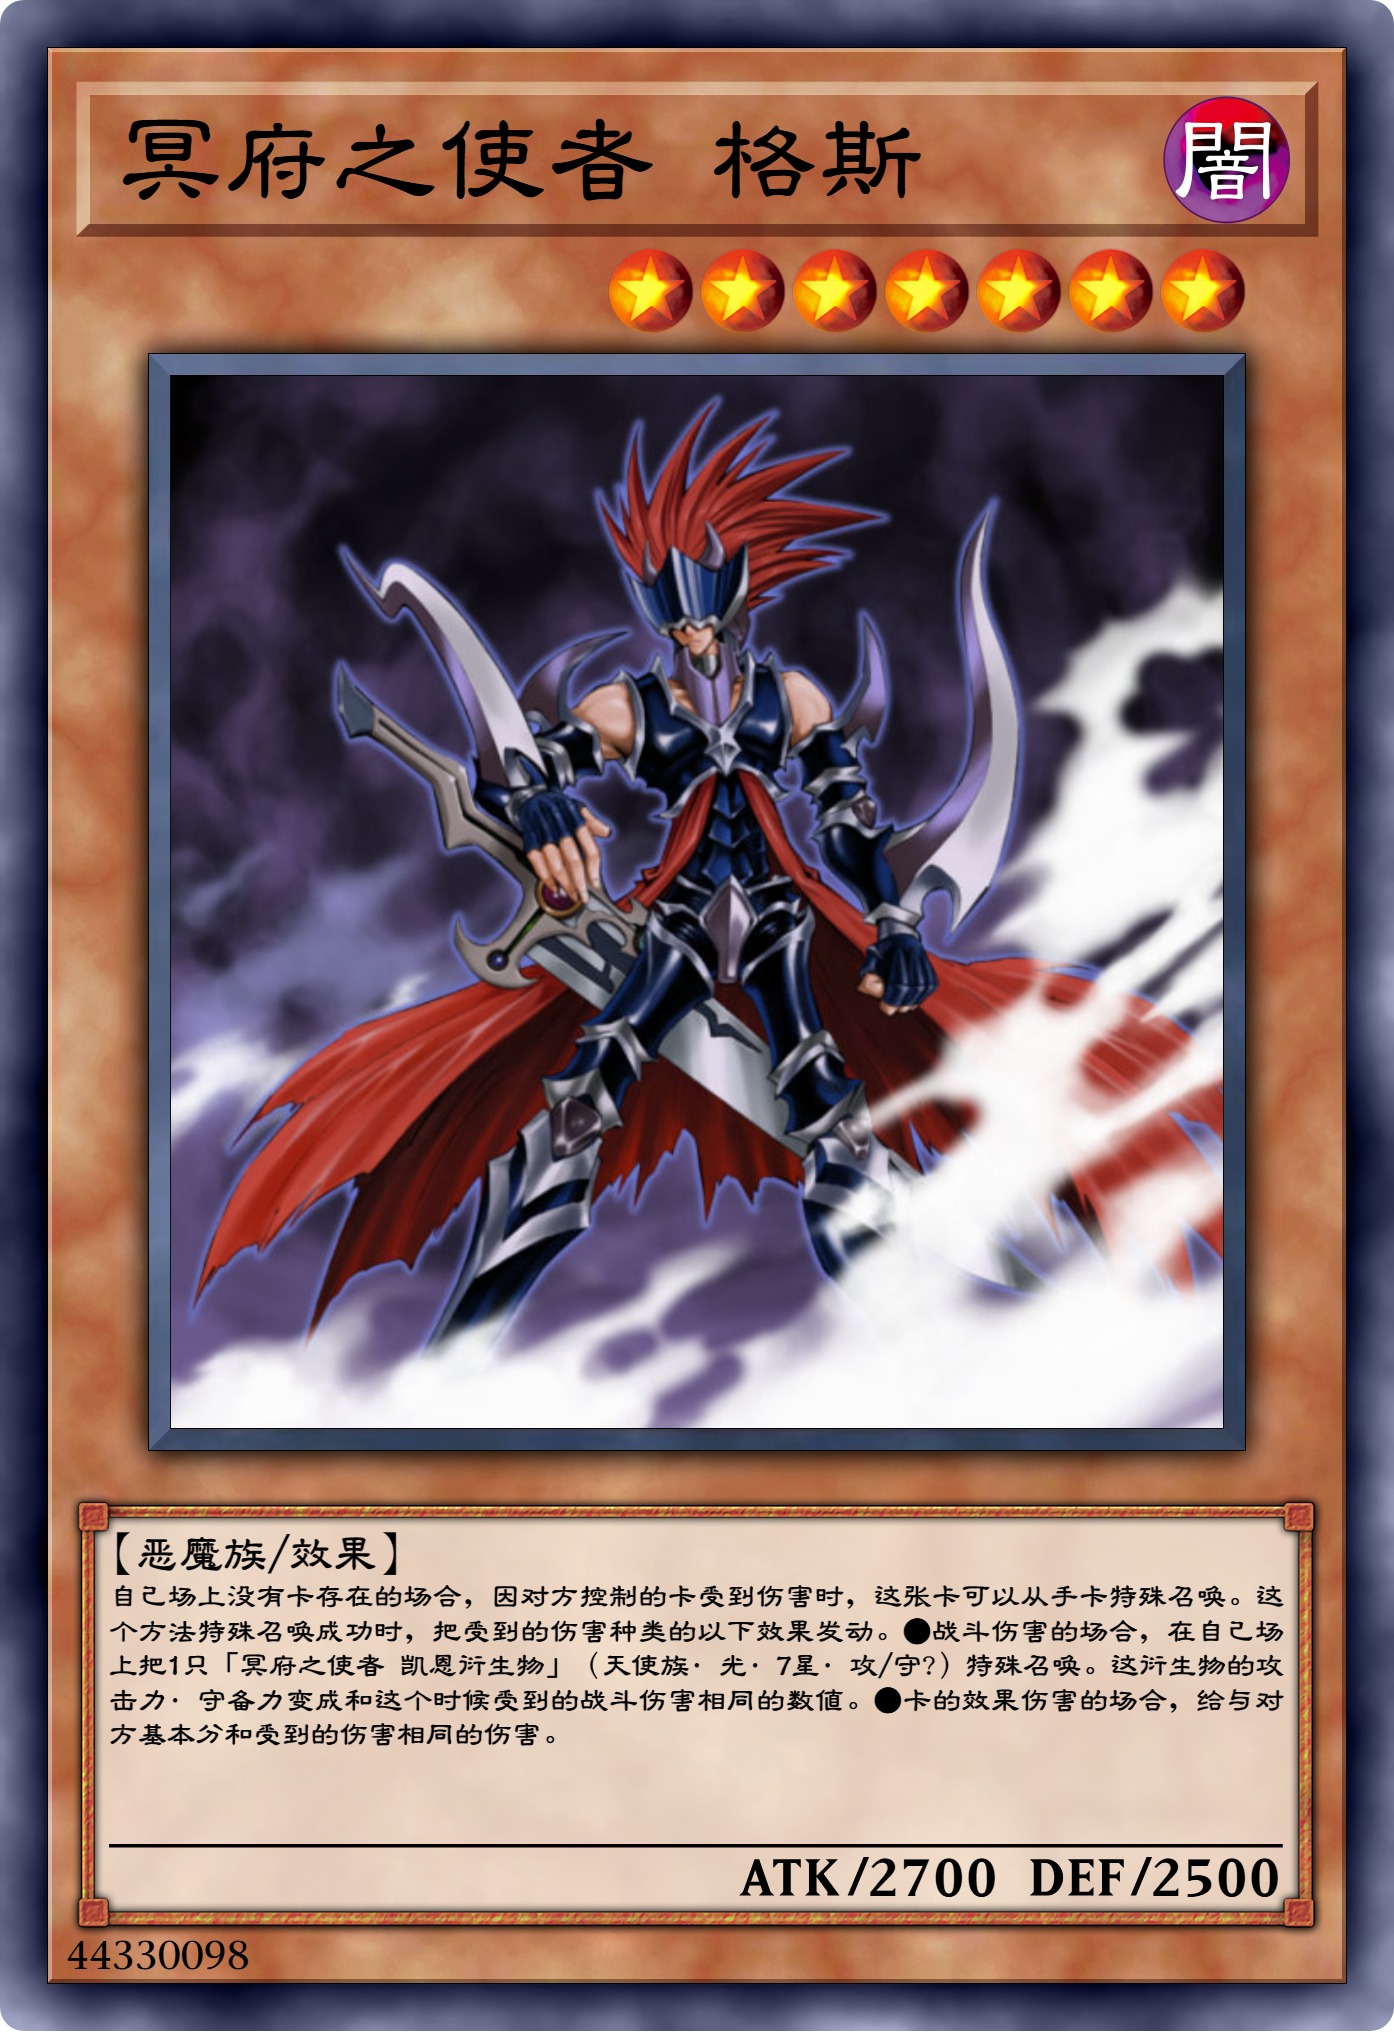 冥府之使者 格斯
闇
【恶魔族/效果】
自己场上没有卡存在的场合，因对方控制的卡受到伤害时，这张卡可以从手卡特殊召唤。这
个方法特殊召唤成功时，把受到的伤害种类的以下效果发动。●战斗伤害的场合，在自己场
上把1只「冥府之使者 凯恩衍生物」（天使族·光·7星·攻/守?）特殊召唤。这衍生物的攻
击力·守备力变成和这个时候受到的战斗伤害相同的数値。●卡的效果伤害的场合，给与对
方基本分和受到的伤害相同的伤害。
ATK/2700 DEF/2500
44330098